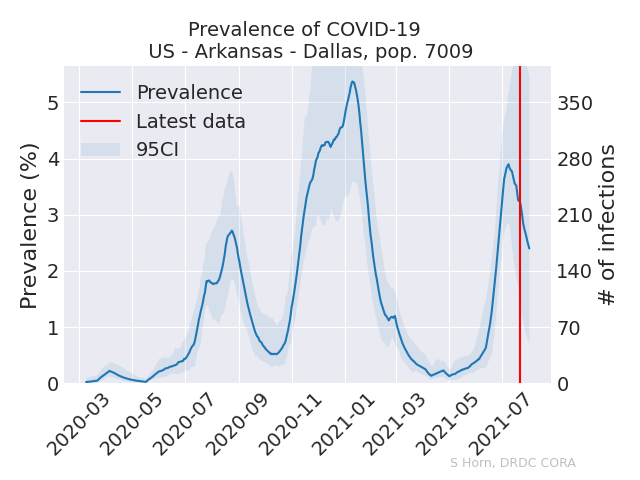 Prevalence of COVID-19
US - Arkansas - Dallas, pop. 7009
Prevalence
Latest data
95CI
Prevalence (%)
5
4
3
2
1
0
# of infections
350
280
210
140
70
0
2020-03
2020-05
2020-07
2020-09
2020-11
2021-01
2021-03
2021-05
2021-07
S Horn, DRDC CORA